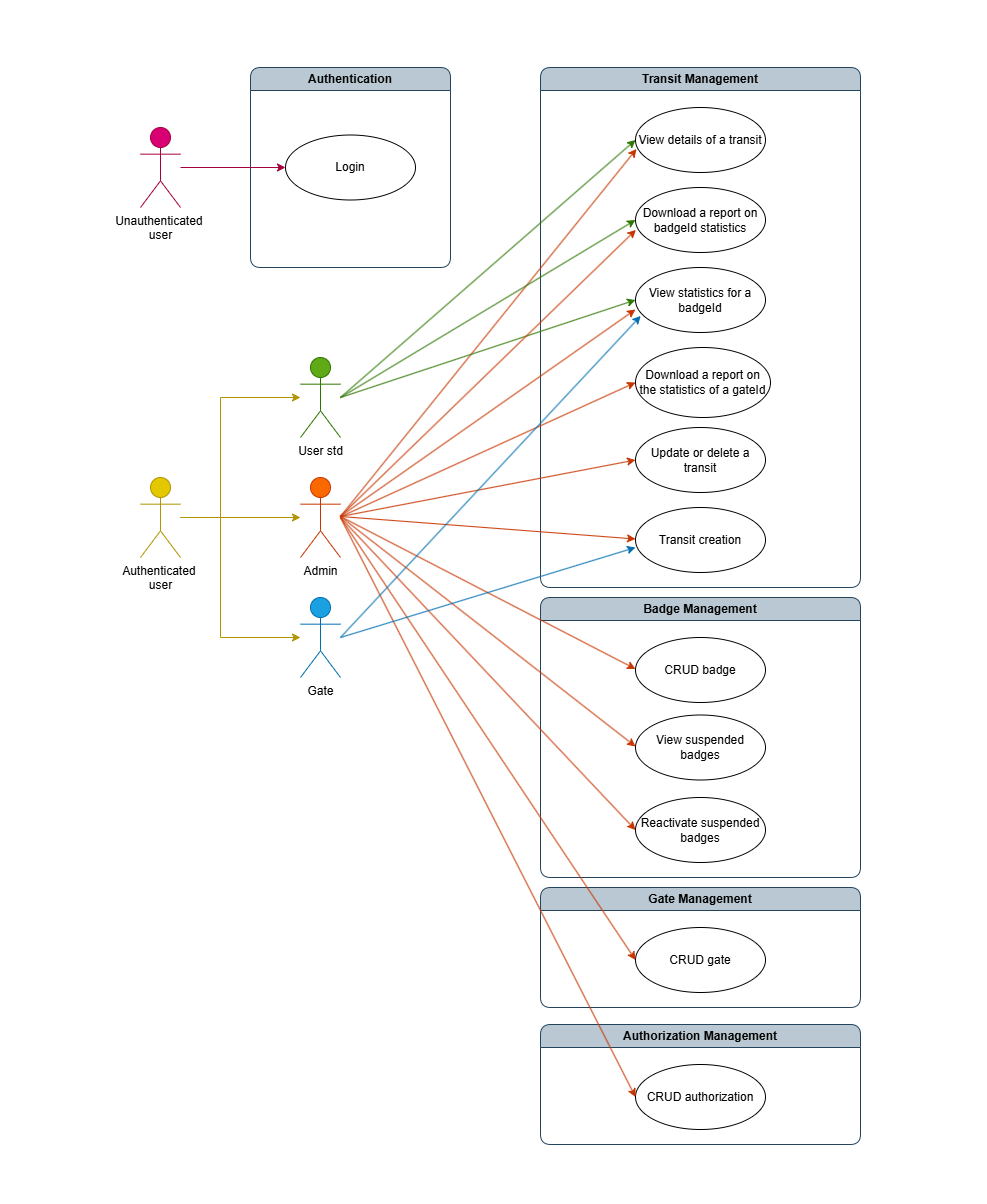 Authentication
Login
Unauthenticated
user
User std
Authenticated
user
Admin
Gate
Transit Management
View details of a transit
Download a report on
badgeId statistics
View statistics for a
badgeId
Download a report on
the statistics of a gateId
Update or delete a
transit
Transit creation
Badge Management
CRUD badge
View suspended
badges
Reactivate suspended
badges
Gate Management
CRUD gate
Authorization Management
CRUD authorization